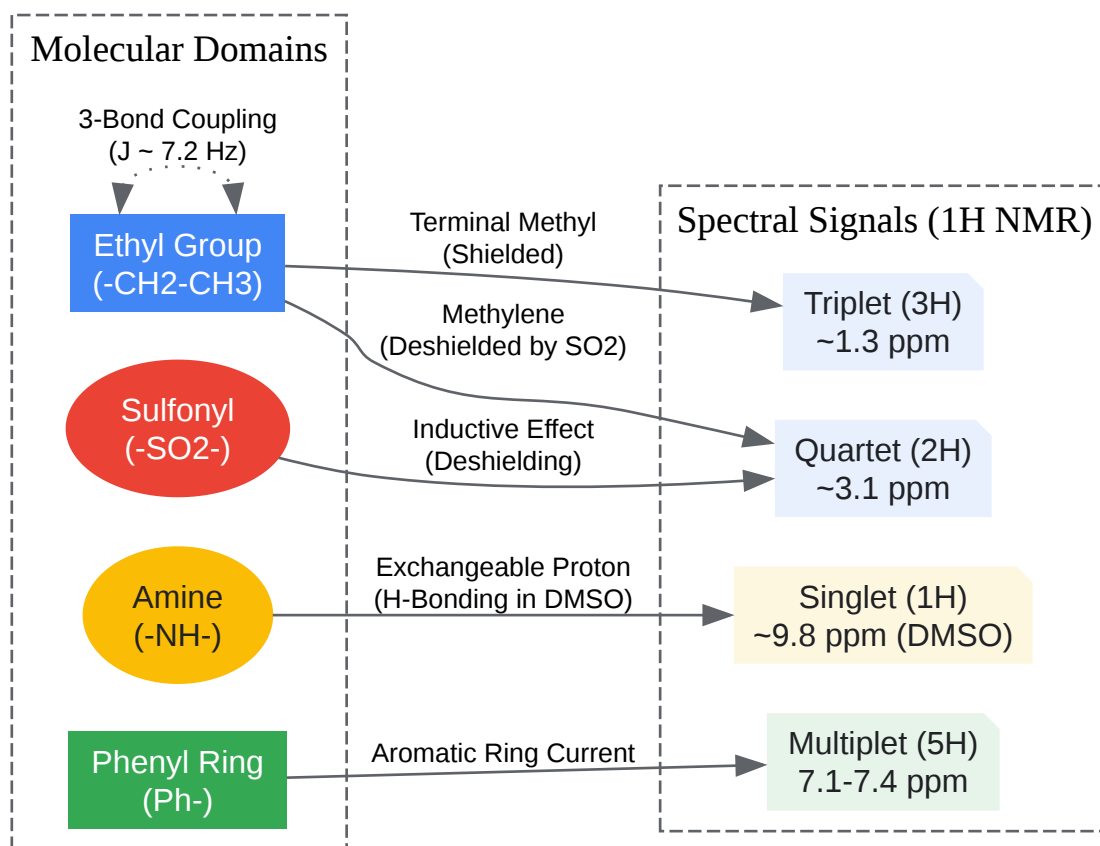 Molecular Domains
3-Bond Coupling
(J ~ 7.2 Hz)
Ethyl Group
(-CH2-CH3)
Sulfonyl
(-SO2-)
Amine
(-NH-)
Phenyl Ring
(Ph-)
Terminal Methyl
(Shielded)
Methylene
(Deshielded by SO2)
Inductive Effect
(Deshielding)
Exchangeable Proton
(H-Bonding in DMSO)
Aromatic Ring Current
Spectral Signals (1H NMR)
Triplet (3H)
~1.3 ppm
Quartet (2H)
~3.1 ppm
Singlet (1H)
~9.8 ppm (DMSO)
Multiplet (5H)
7.1-7.4 ppm